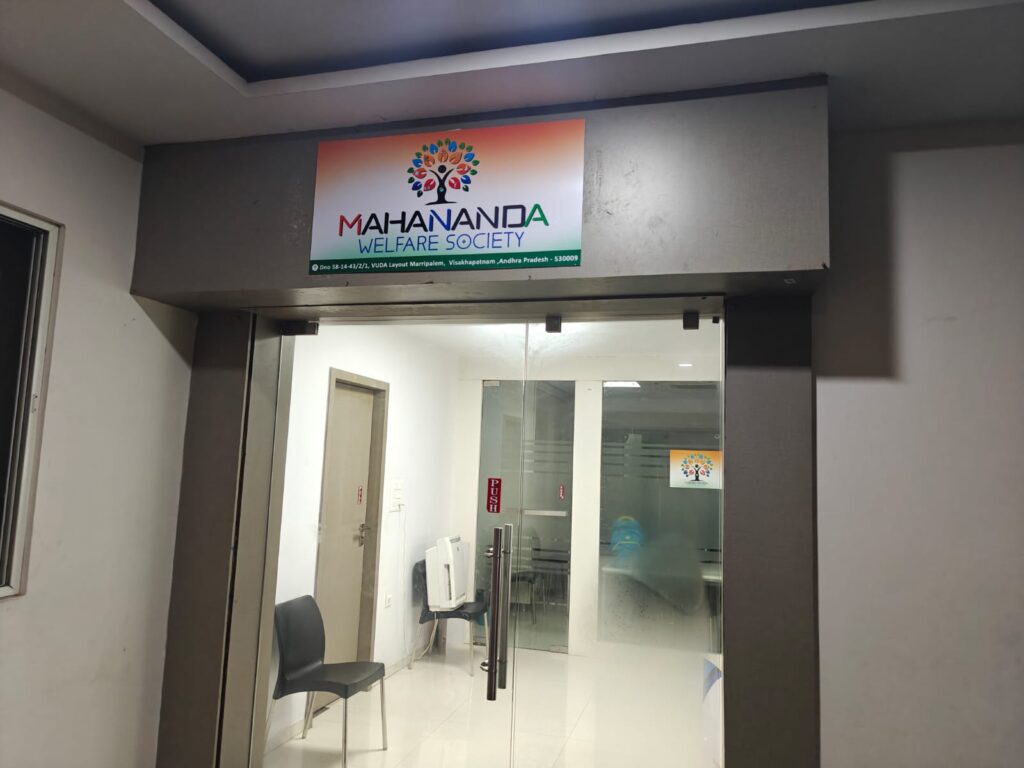 MAHANANDA
WELFARE SOCIETY
Dno 58-14-43/2/1, VUDA Layout Marripalem, Visakhapatnam ,Andhra Pradesh - 530009
PUSH